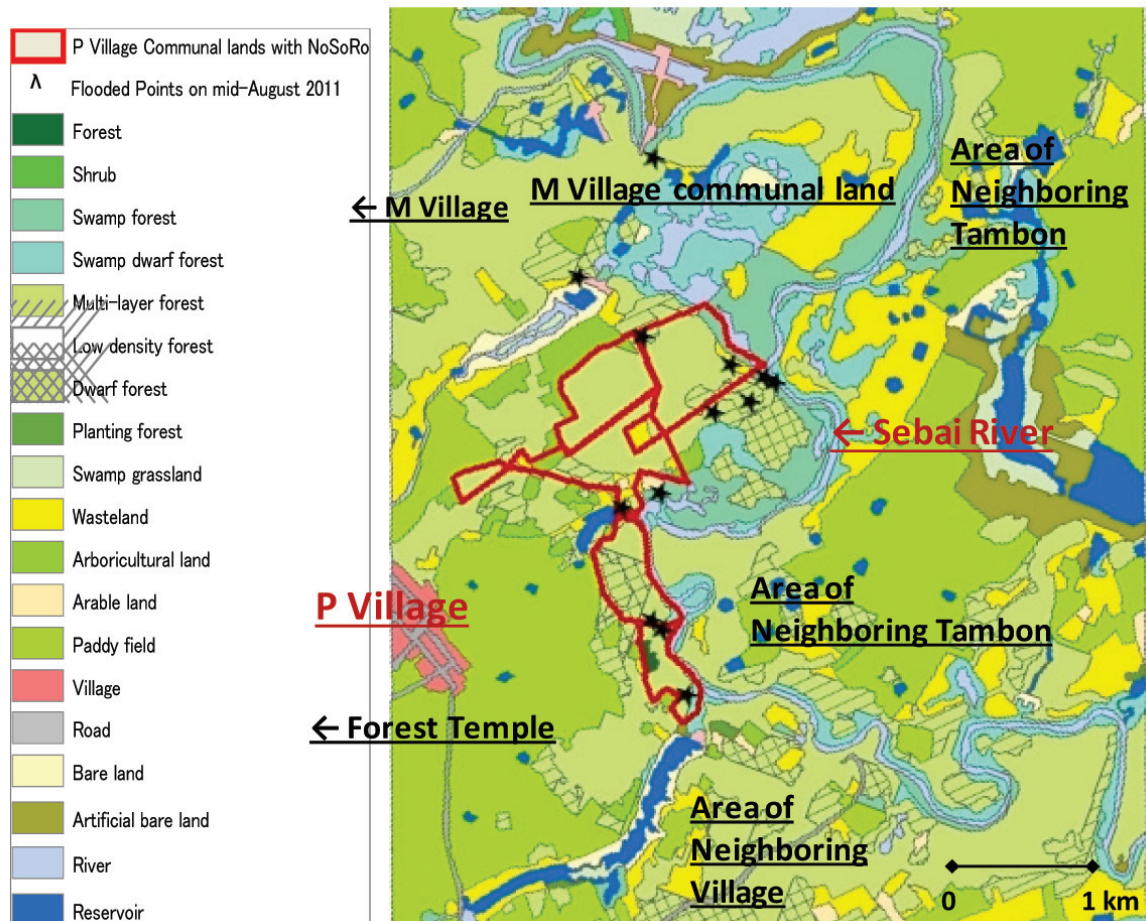 P Village Communal lands with NoSoRo
λ Flooded Points on mid-August 2011
Forest
Shrub
Swamp forest
Swamp dwarf forest
Multi-layer forest
Low density forest
Dwarf forest
Planting forest
Swamp grassland
Wasteland
Arboricultural land
Arable land
Paddy field
Village
Road
Bare land
Artificial bare land
River
Reservoir
Area of
Neighboring
Tambon
M Village communal land
← M Village
← Sebai River
P Village
Area of
Neighboring Tambon
← Forest Temple
Area of
Neighboring
Village
0 1 km